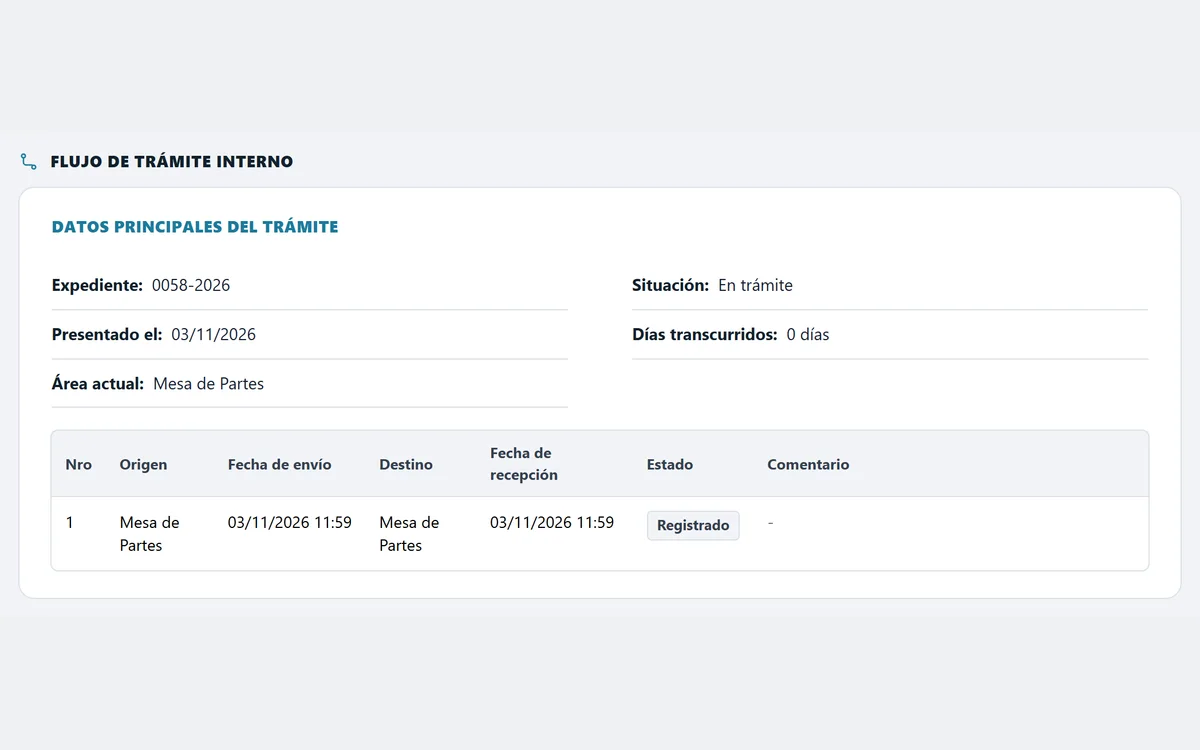 FLUJO DE TRÁMITE INTERNO
DATOS PRINCIPALES DEL TRÁMITE
Expediente: 0058-2026
Situación: En trámite
Presentado el: 03/11/2026
Días transcurridos: 0 días
Área actual: Mesa de Partes
Nro Origen Fecha de envío Destino Fecha de recepción Estado Comentario
1 Mesa de Partes 03/11/2026 11:59 Mesa de Partes 03/11/2026 11:59 Registrado -